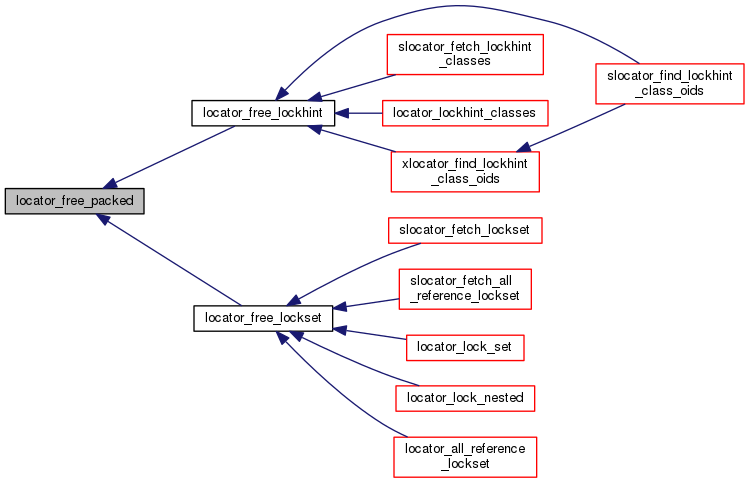 slocator_fetch_lockhint
_classes
slocator_find_lockhint
_class_oids
locator_free_lockhint
locator_lockhint_classes
xlocator_find_lockhint
_class_oids
locator_free_packed
slocator_fetch_lockset
slocator_fetch_all
_reference_lockset
locator_free_lockset
locator_lock_set
locator_lock_nested
locator_all_reference
_lockset